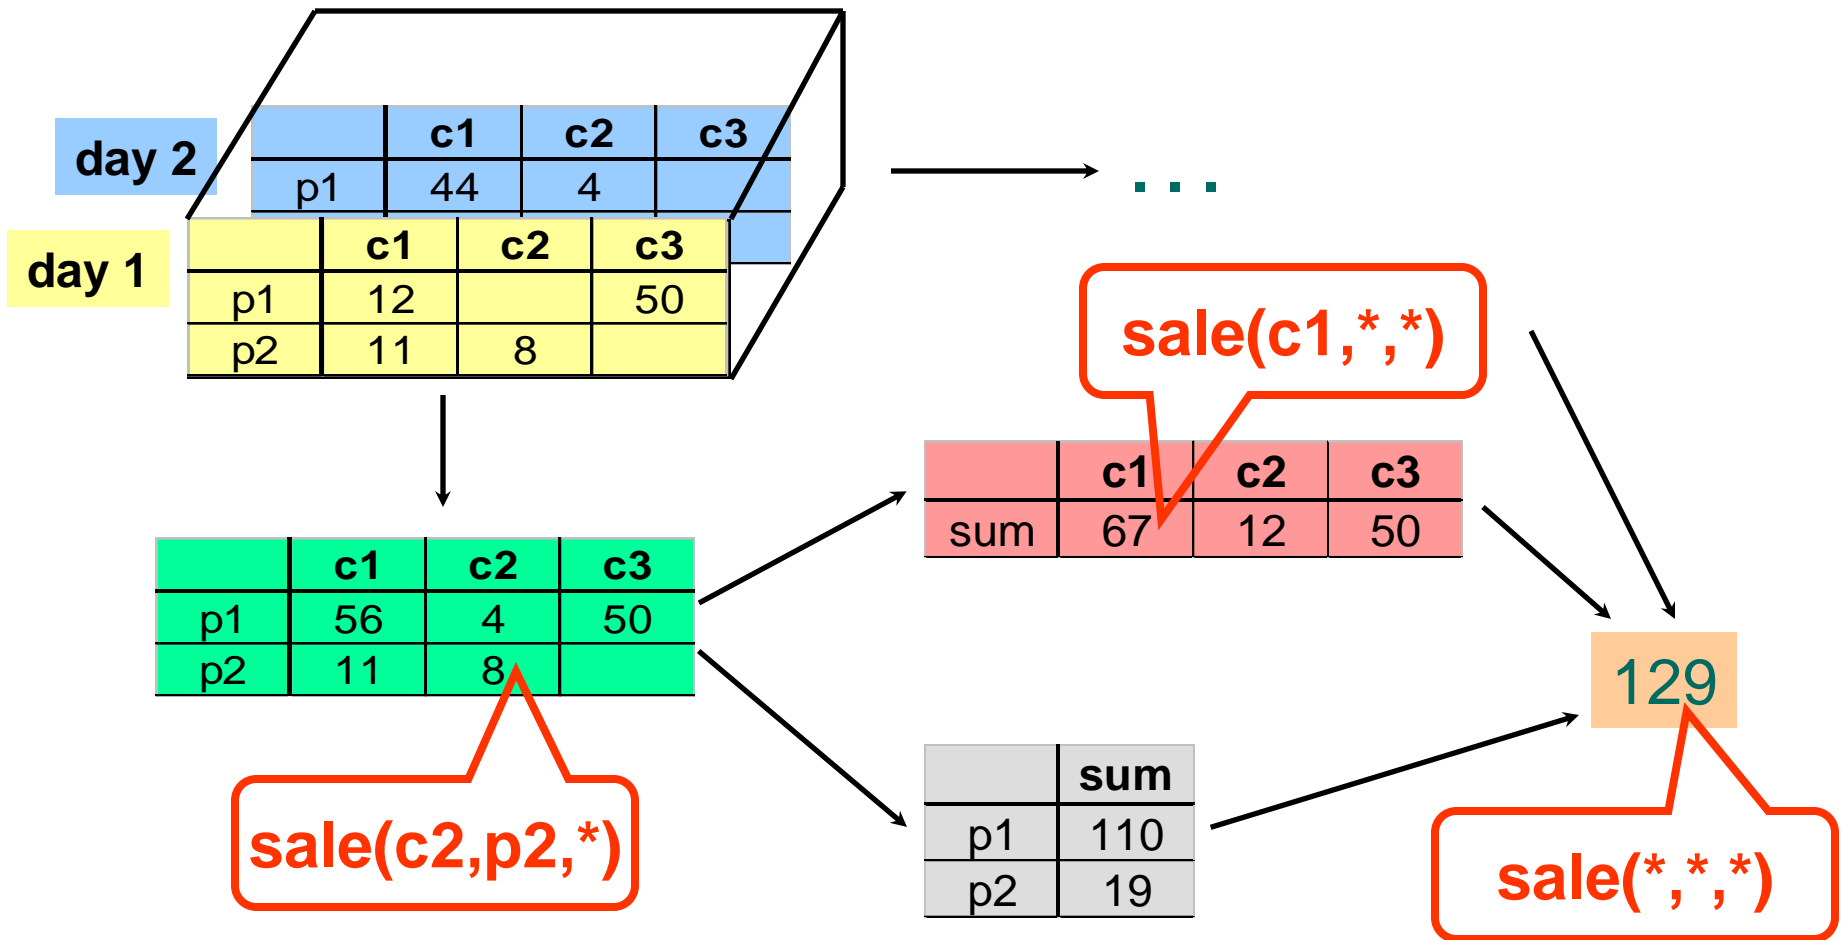 day 2
c1 c2 c3
p1 44 4
day 1
c1 c2 c3
p1 12 50
p2 11 8
. . .
sale(c1,*,*)
c1 c2 c3
sum 67 12 50
c1 c2 c3
p1 56 4 50
p2 11 8
sale(c2,p2,*)
sum
p1 110
p2 19
129
sale(*,*,*)